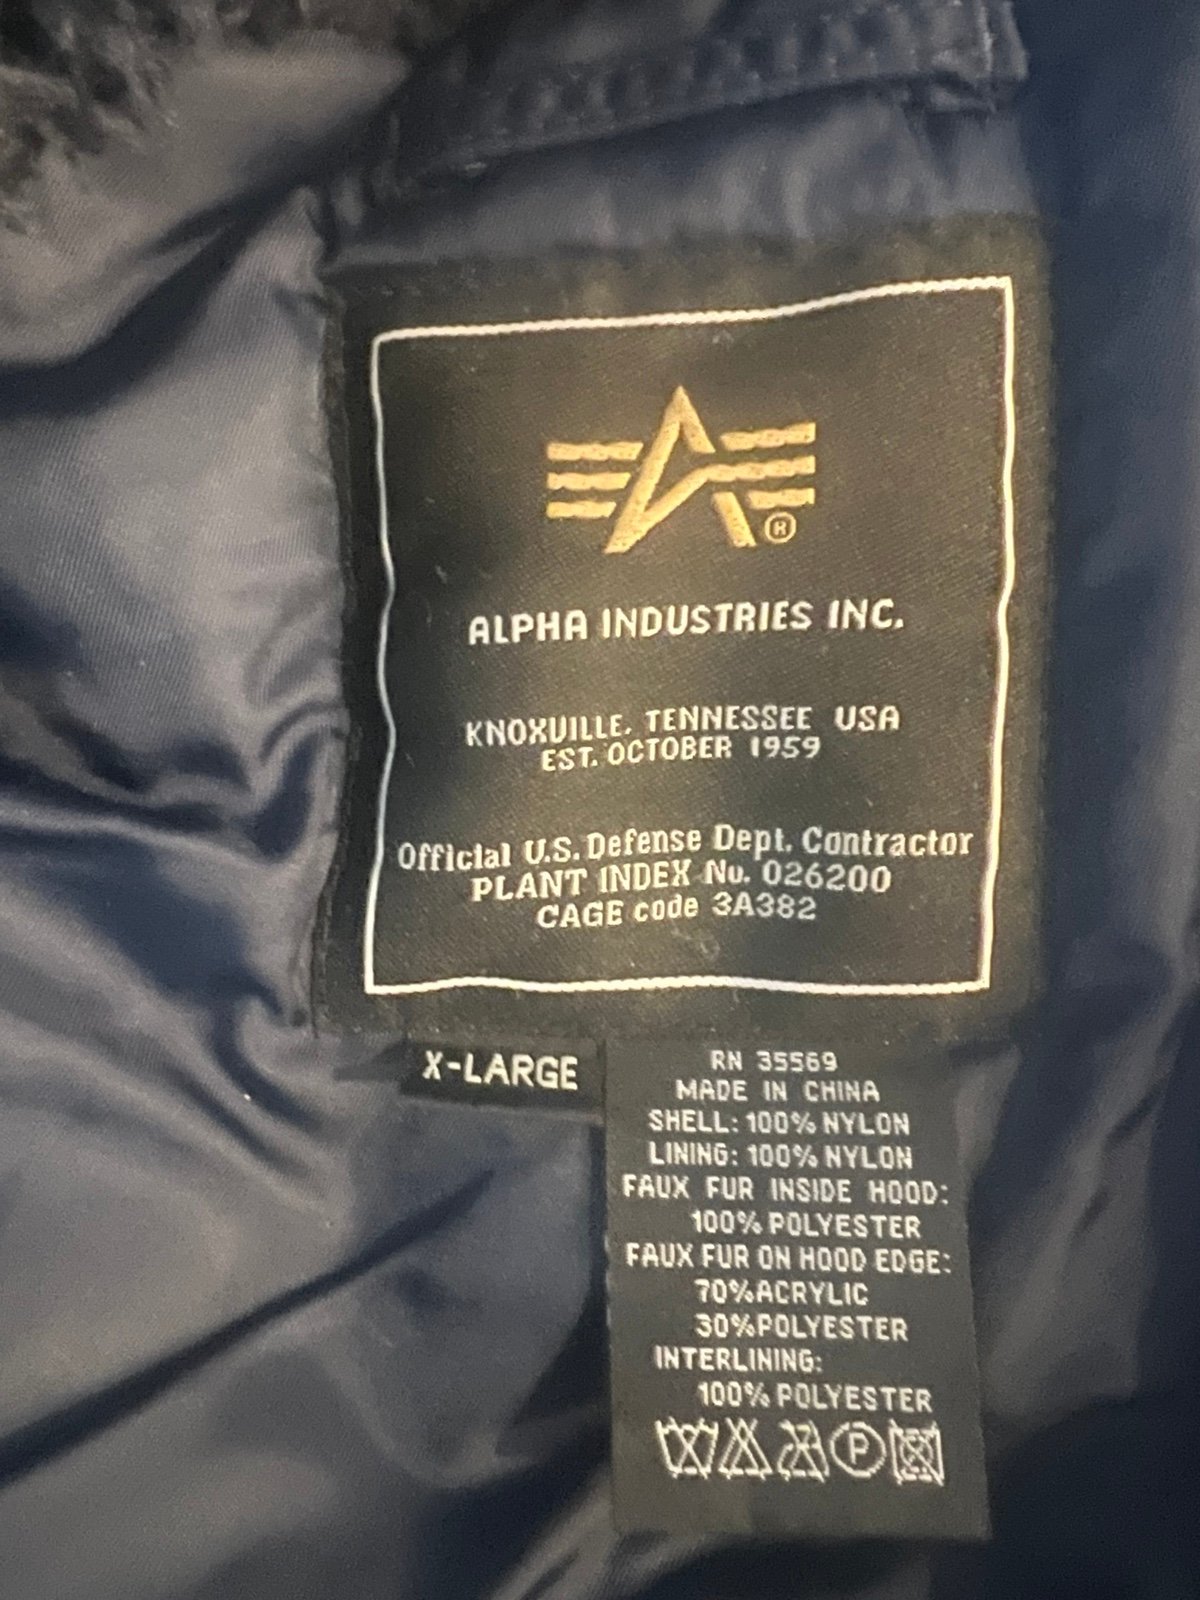 ALPHA INDUSTRIES INC.
KNOXVILLE, TENNESSEE USA
EST. OCTOBER 1959
Official U.S. Defense Dept. Contractor
PLANT INDEX No. 026200
CAGE code 3A382
X-LARGE
RN 35569
MADE IN CHINA
SHELL: 100% NYLON
LINING: 100% NYLON
FAUX FUR INSIDE HOOD:
100% POLYESTER
FAUX FUR ON HOOD EDGE:
70%ACRYLIC
30%POLYESTER
INTERLINING:
100% POLYESTER
P